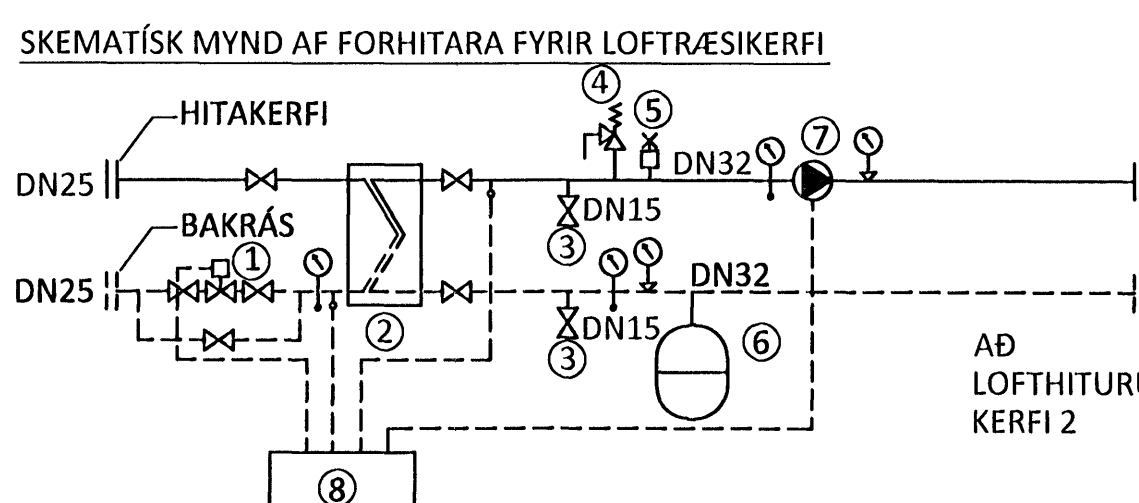 SKEMATÍSK MYND AF FORHITARA FYRIR LOFTRÆSIKERFI
4
5
7
HITAKERFI
DN32
DN25
DN15
BAKRÁS
1
3
DN32
DN25
2
DN15
6
3
AÐ
LOFTHITURU
KERFI 2
8